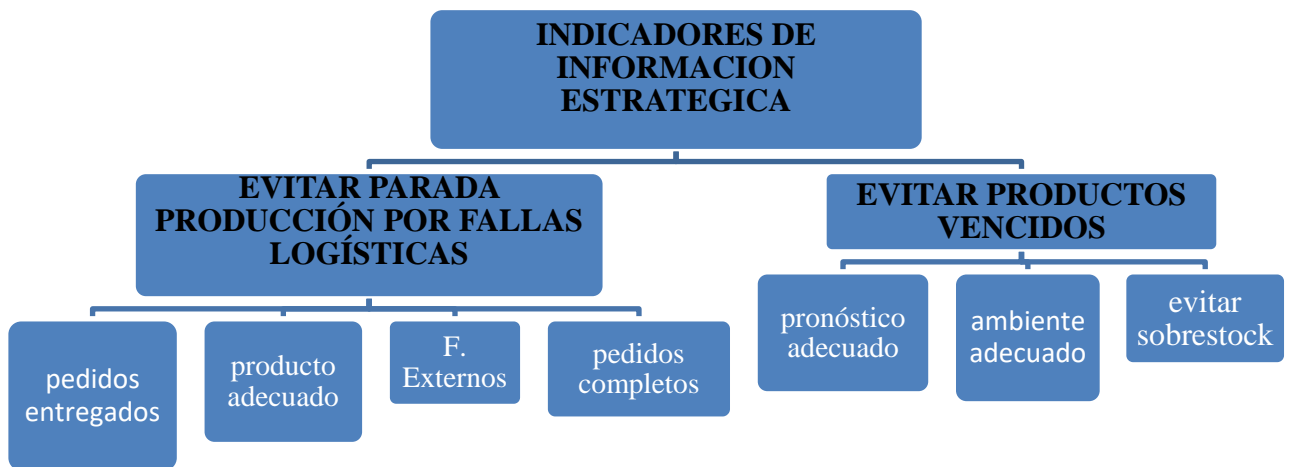 INDICADORES DE
INFORMACION
ESTRATEGICA
EVITAR PARADA
PRODUCCIÓN POR FALLAS
LOGÍSTICAS
EVITAR PRODUCTOS
VENCIDOS
pedidos
entregados
producto
adecuado
F.
Externos
pedidos
completos
pronóstico
adecuado
ambiente
adecuado
evitar
sobrestock